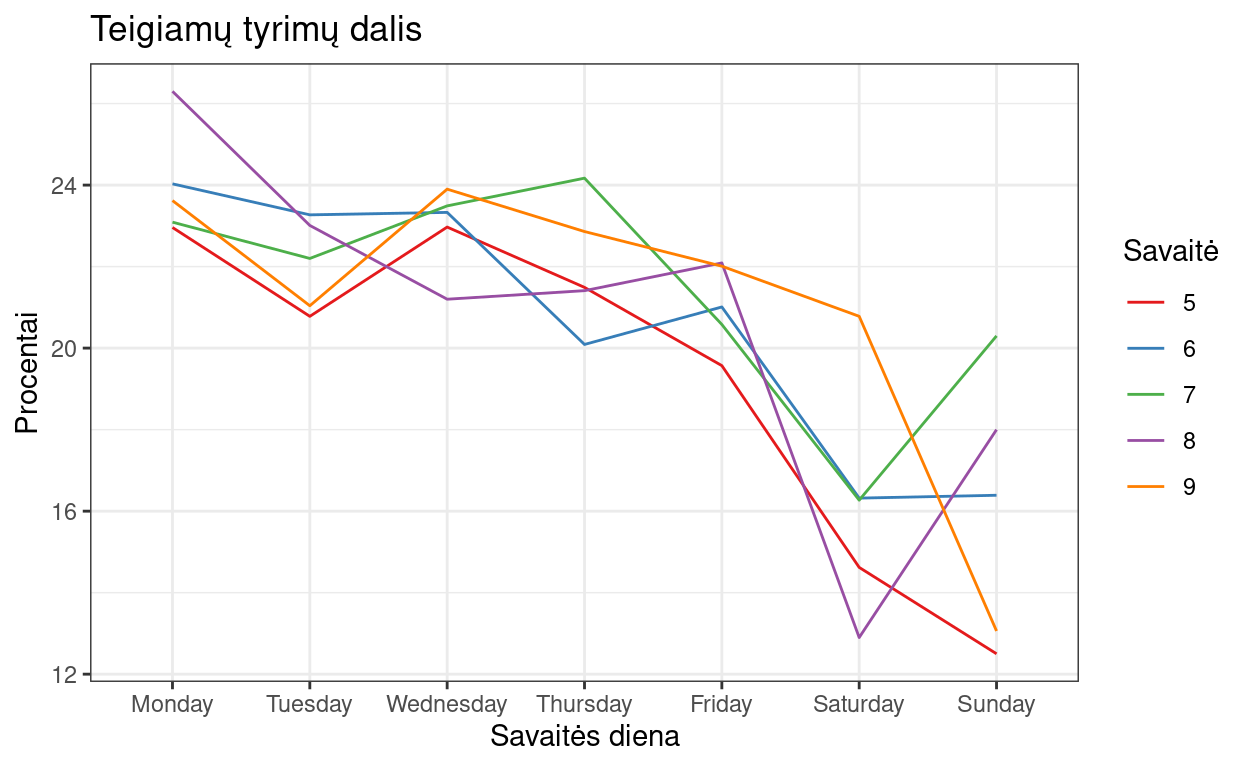 Teigiamų tyrimų dalis
Procentai
24
20
16
12
Monday Tuesday Wednesday Thursday Friday Saturday Sunday
Savaitės diena
Savaitė
5
6
7
8
9